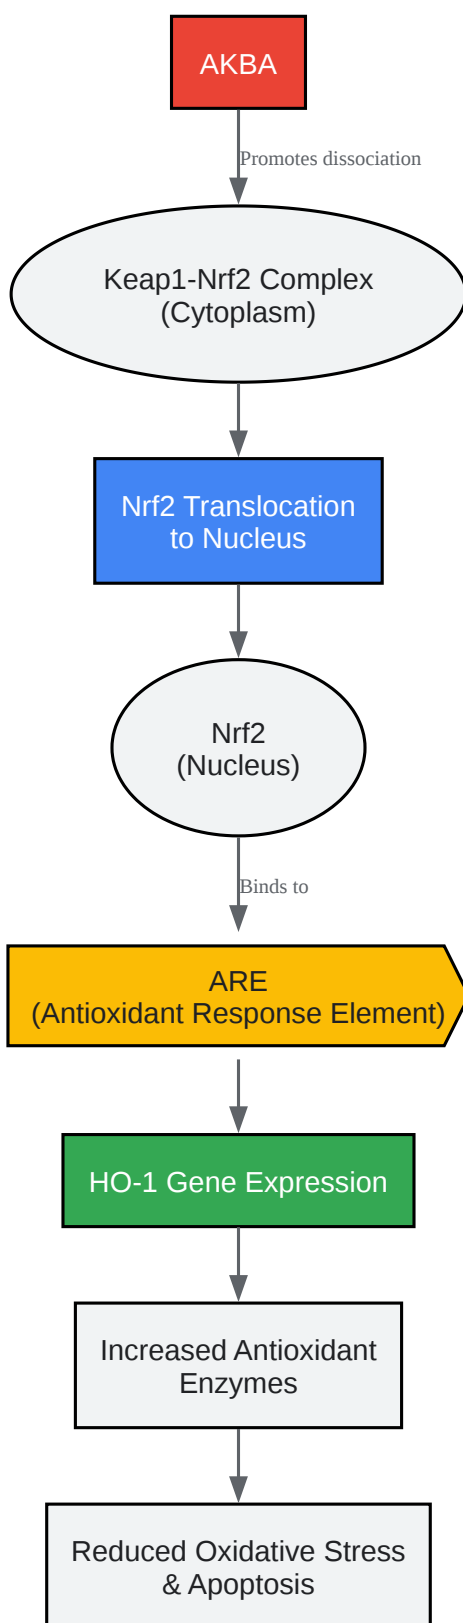 AKBA
Promotes dissociation
Keap1-Nrf2 Complex
(Cytoplasm)
Nrf2 Translocation
to Nucleus
Nrf2
(Nucleus)
Binds to
ARE
(Antioxidant Response Element)
HO-1 Gene Expression
Increased Antioxidant
Enzymes
Reduced Oxidative Stress
& Apoptosis